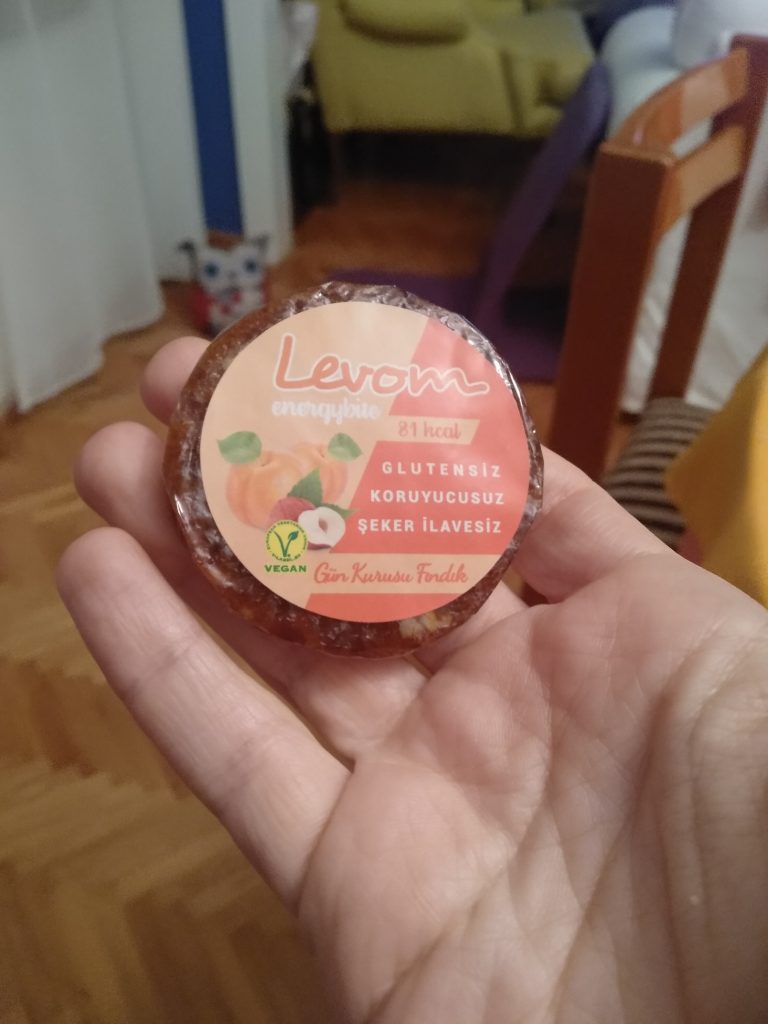 Levom
energybite
81 kcal
GLUTENSİZ
KORUYUCUSUZ
ŞEKER İLAVESİZ
VEGAN
Gün Kurusu Fındık